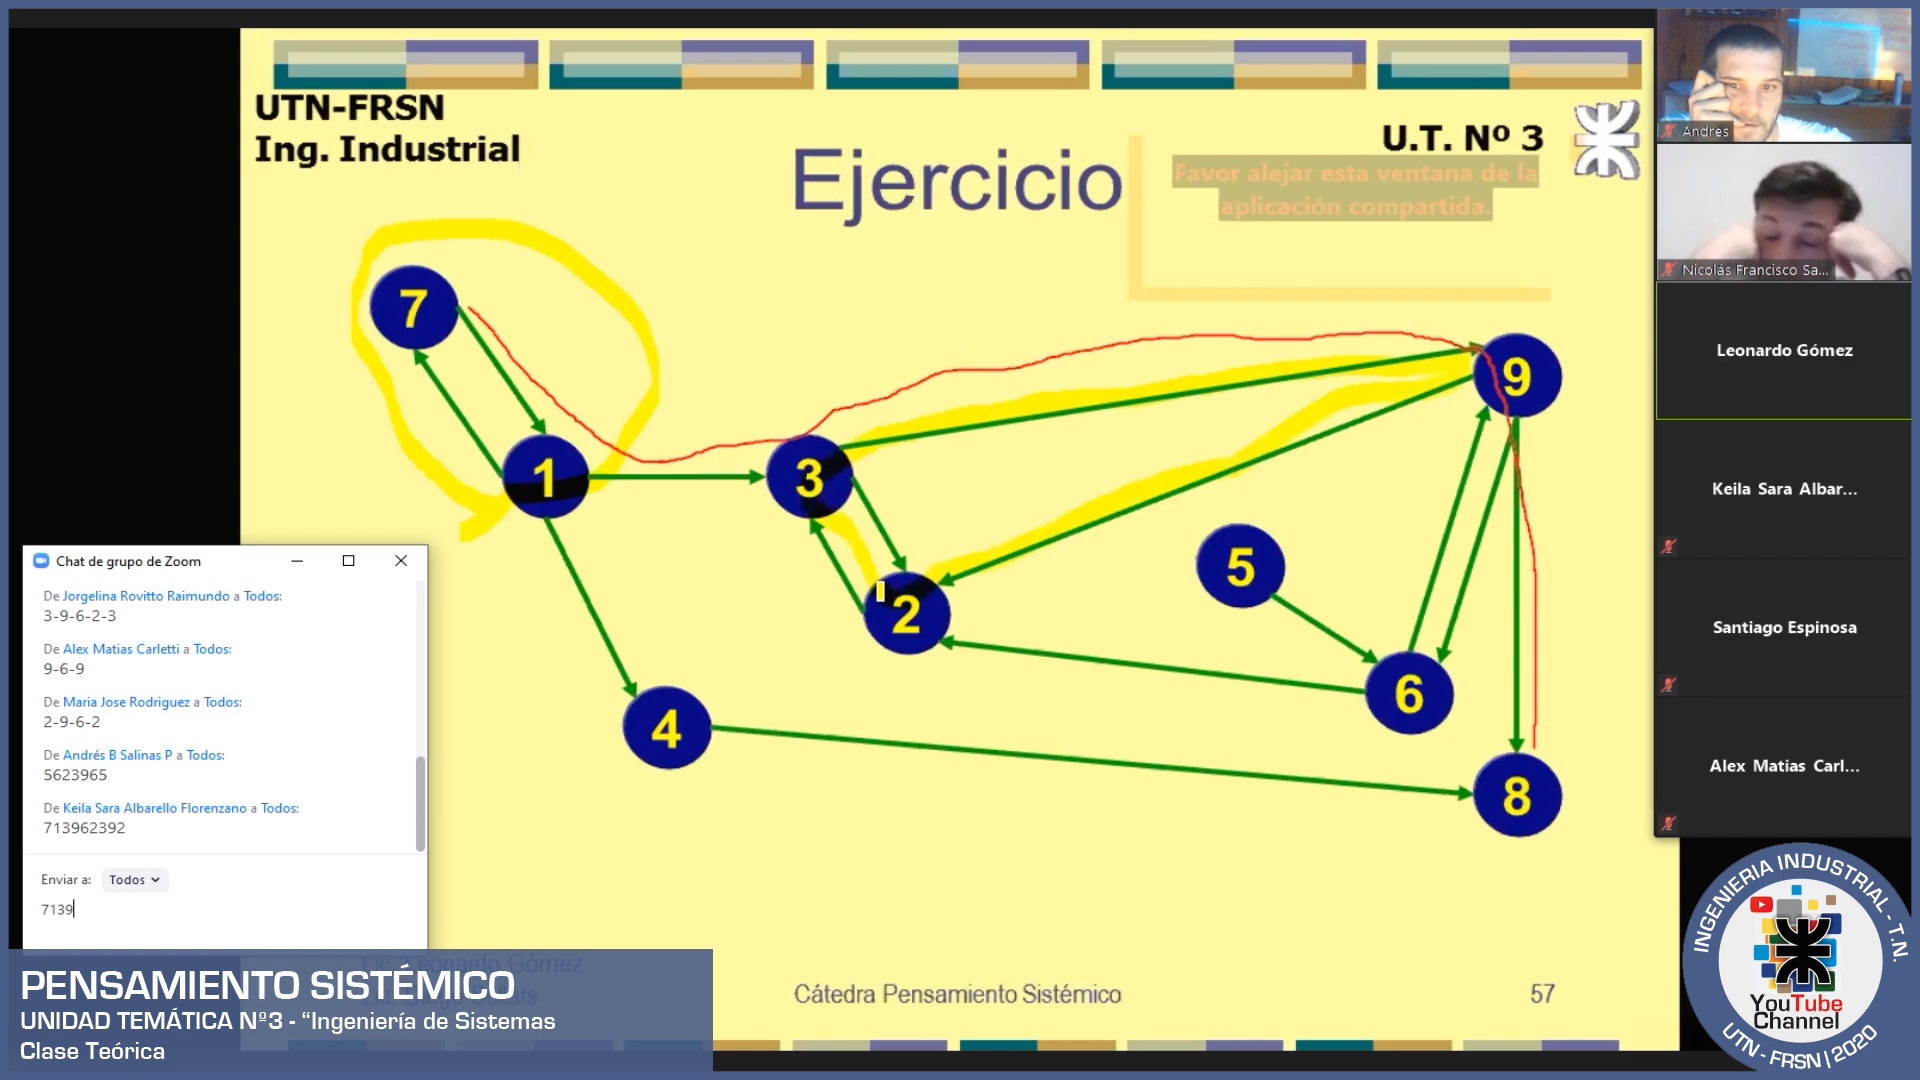 UTN-FRSN
Ing. Industrial
U.T. Nº 3
Ejercicio
Favor alejar esta ventana de la
aplicación compartida.
7
9
1
3
5
2
6
4
8
Andres
Nicolás Francisco Sa...
Leonardo Gómez
Keila Sara Albar...
Santiago Espinosa
Alex Matias Carl...
Chat de grupo de Zoom
De Jorgelina Rovitto Raimundo a Todos:
3-9-6-2-3
De Alex Matias Carletti a Todos:
9-6-9
De Maria Jose Rodriguez a Todos:
2-9-6-2
De Andrés B Salinas P a Todos:
5623965
De Keila Sara Albarello Florenzano a Todos:
713962392
Enviar a: Todos
7139
Leonardo Gómez
Cátedra Pensamiento Sistémico
57
PENSAMIENTO SISTÉMICO
UNIDAD TEMÁTICA Nº3 - “Ingeniería de Sistemas
Clase Teórica
INGENIERIA INDUSTRIAL - T.N.
YouTube
Channel
UTN - FRSN | 2020